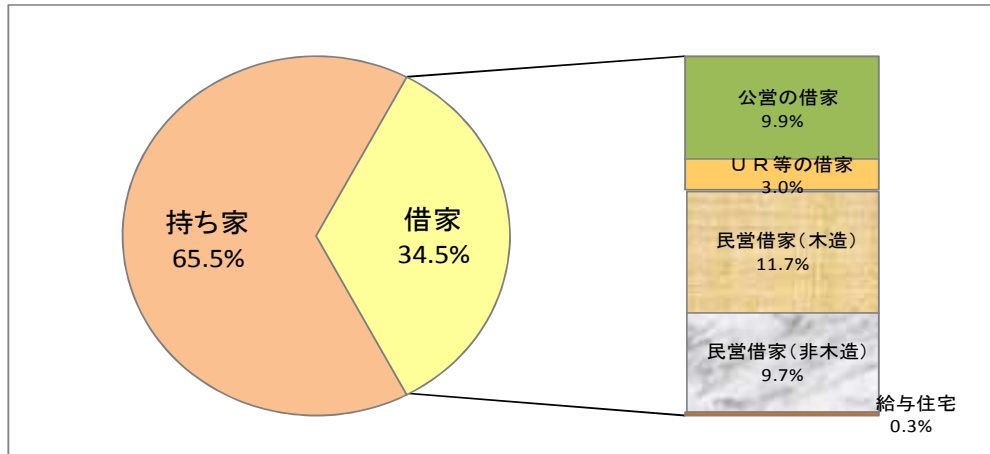 持ち家
65.5%
借家
34.5%
公営の借家
9.9%
ＵＲ等の借家
3.0%
民営借家(木造)
11.7%
民営借家(非木造)
9.7%
給与住宅
0.3%